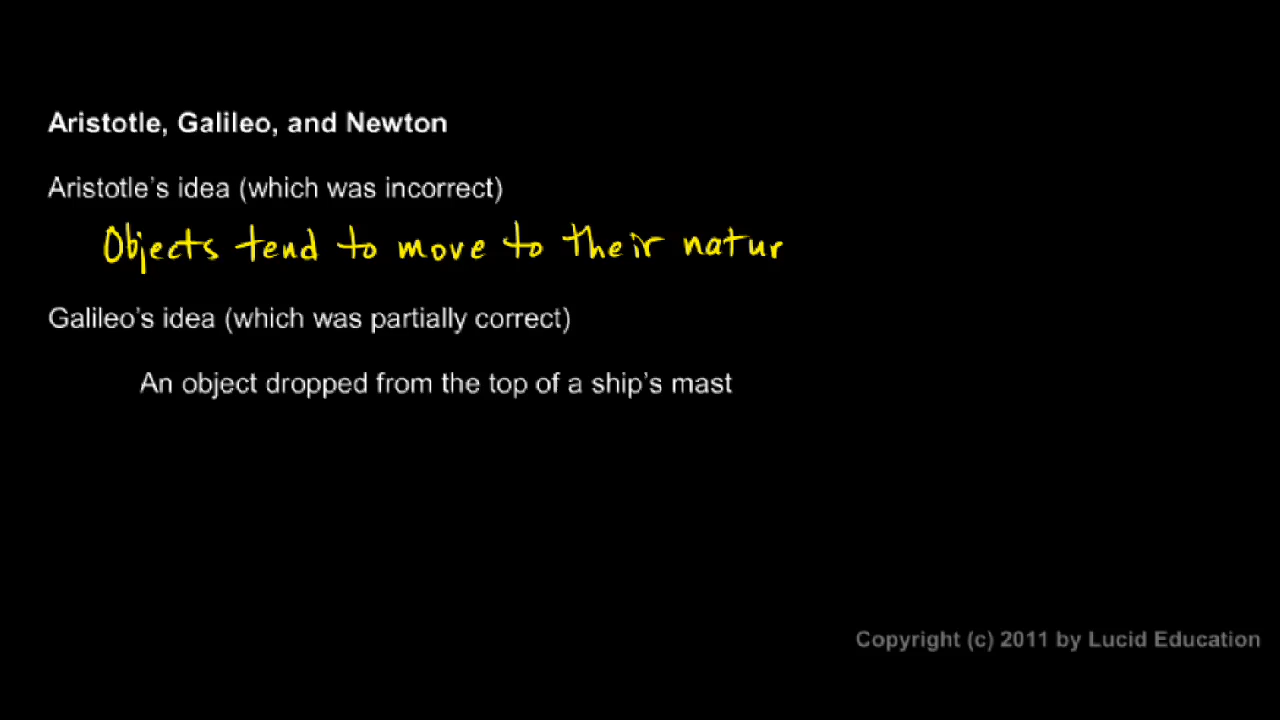 Aristotle, Galileo, and Newton
Aristotle's idea (which was incorrect)
Objects tend to move to their natur
Galileo's idea (which was partially correct)
An object dropped from the top of a ship's mast
Copyright (c) 2011 by Lucid Education